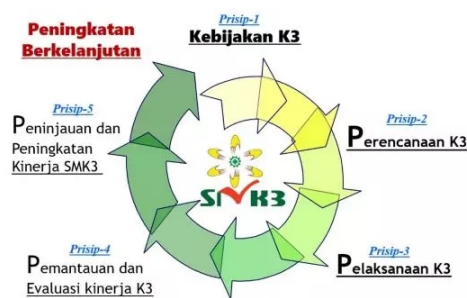 Peningkatan
Berkelanjutan
Prisip-1
Kebijakan K3
Prisip-2
Perencanaan K3
Prisip-3
Pelaksanaan K3
Prisip-4
Pemantauan dan
Evaluasi kinerja K3
Prisip-5
Peninjauan dan
Peningkatan
Kinerja SMK3
SMK3